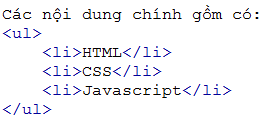 Các nội dung chính gồm có:
<ul>
    <li>HTML</li>
    <li>CSS</li>
    <li>Javascript</li>
</ul>